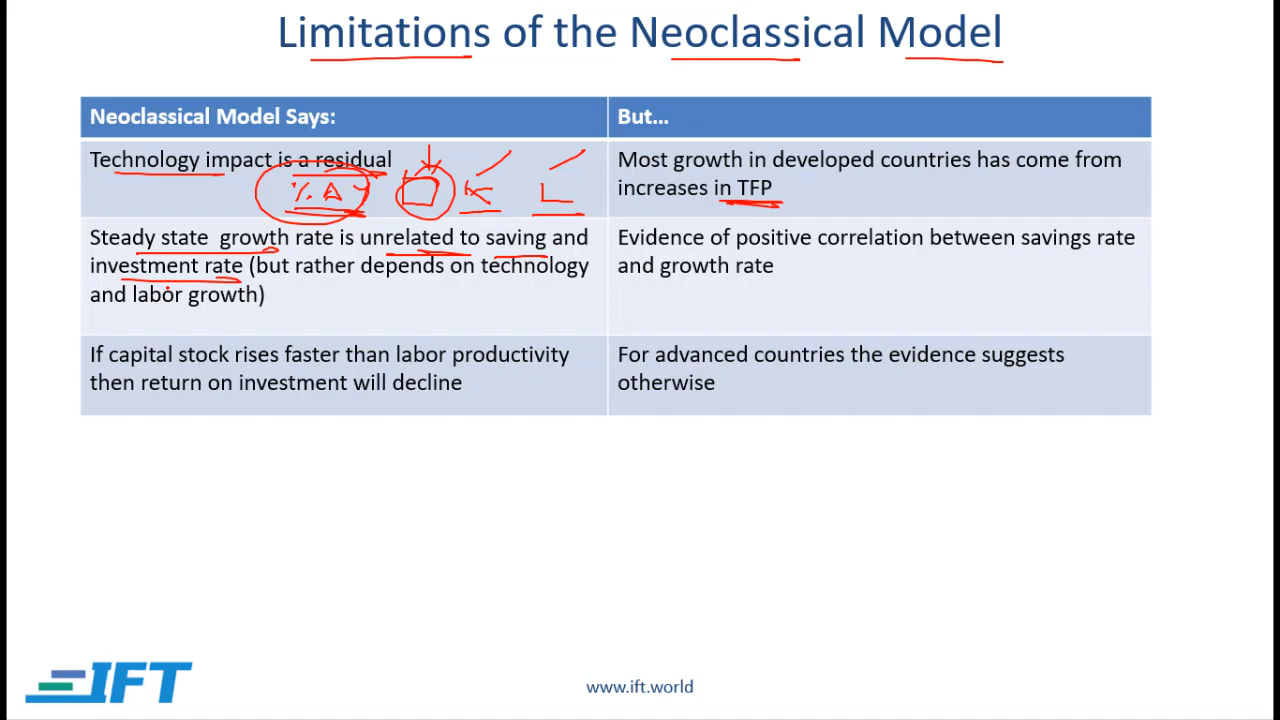 Limitations of the Neoclassical Model
Neoclassical Model Says:
But...
Technology impact is a residual
Most growth in developed countries has come from
increases in TFP
% A
K
L
Steady state growth rate is unrelated to saving and
investment rate (but rather depends on technology
and labor growth)
Evidence of positive correlation between savings rate
and growth rate
If capital stock rises faster than labor productivity
then return on investment will decline
For advanced countries the evidence suggests
otherwise
IFT
www.ift.world